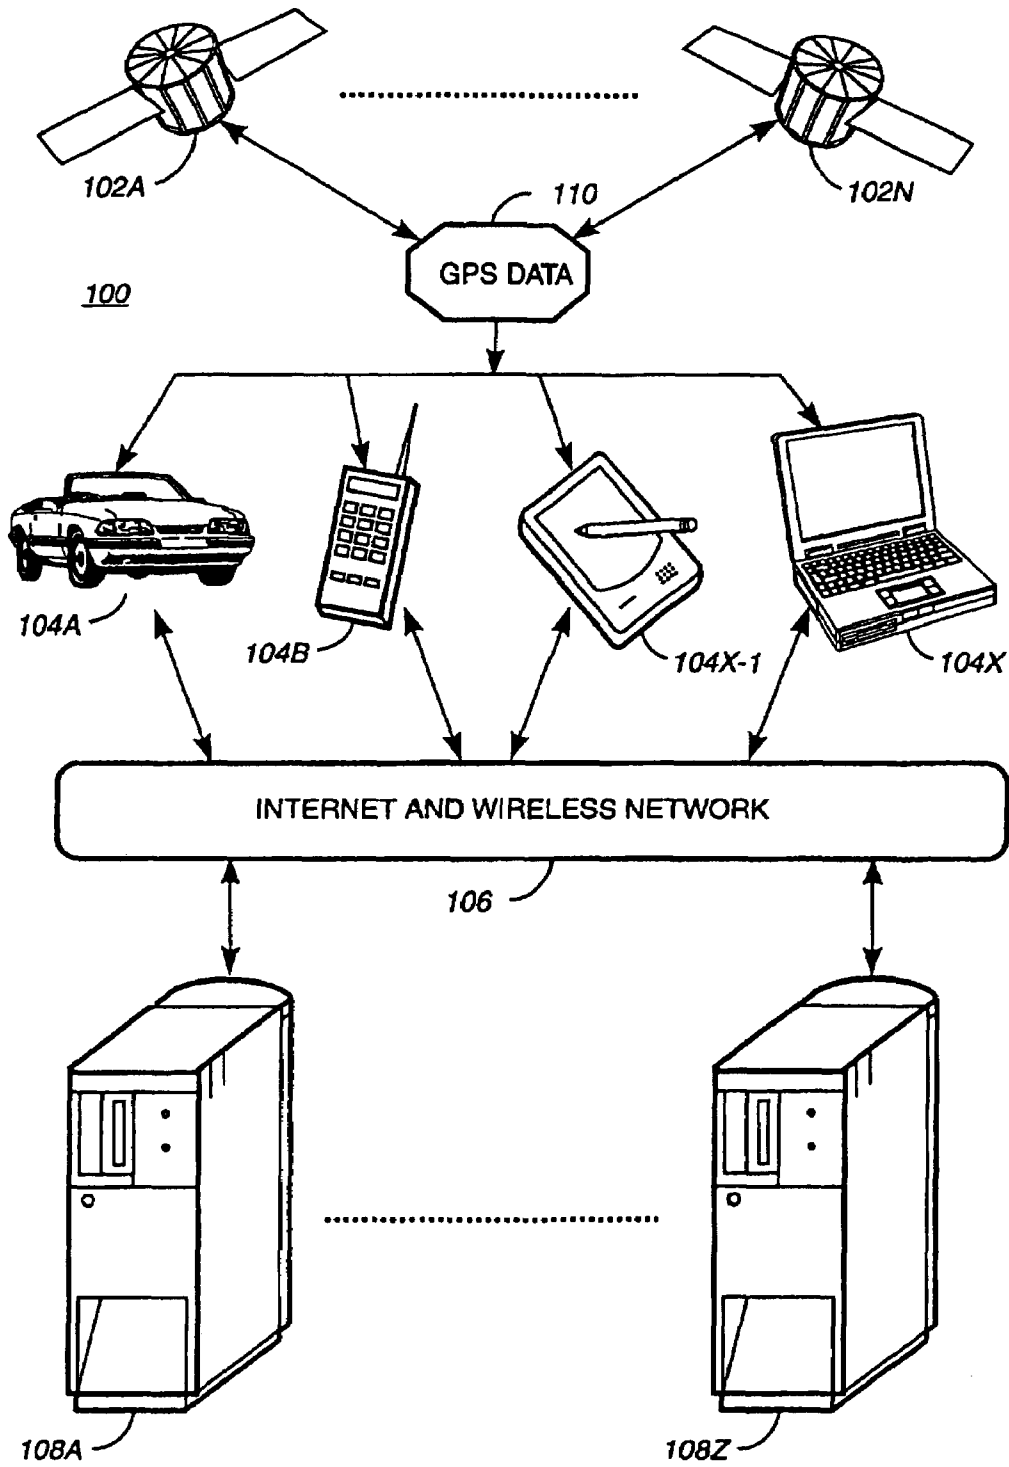 102A
102N
110
GPS DATA
100
104A
104B
104X-1
104X
INTERNET AND WIRELESS NETWORK
106
108A
108Z